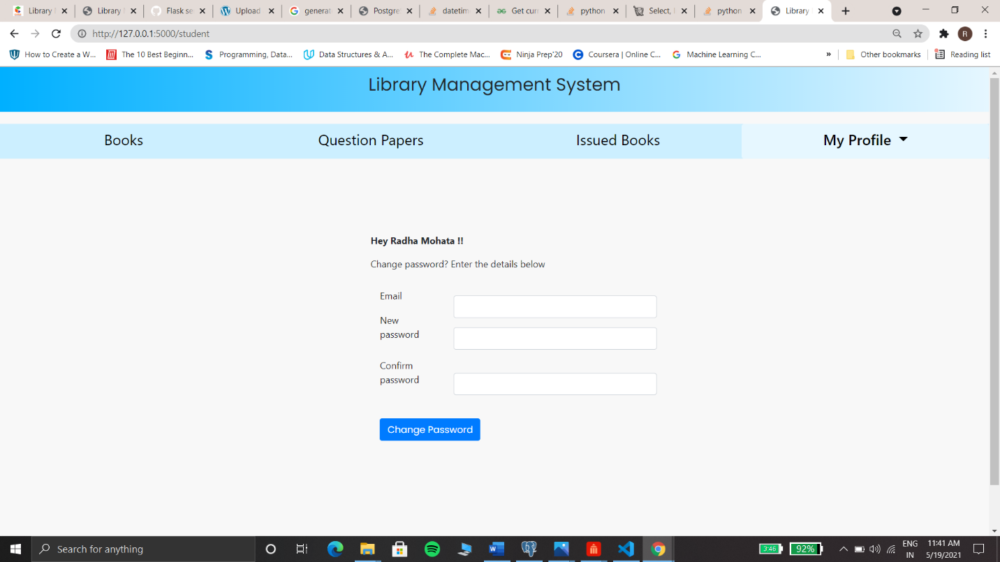 Library
Library
Flask se
Upload
generat
Postgre
datetim
Get curr
python
Select,
python
Library
http://127.0.0.1:5000/student
R
How to Create a W...
The 10 Best Beginn...
Programming, Data...
Data Structures & A...
The Complete Mac...
Ninja Prep'20
Coursera | Online C...
Machine Learning C...
»
Other bookmarks
Reading list
Library Management System
Books
Question Papers
Issued Books
My Profile
Hey Radha Mohata !!
Change password? Enter the details below
Email
New
password
Confirm
password
Change Password
Search for anything
3:46
92%
ENG
IN
11:41 AM
5/19/2021